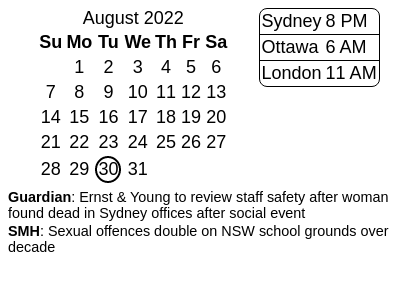 August 2022
Su Mo Tu We Th Fr Sa
1 2 3 4 5 6
7 8 9 10 11 12 13
14 15 16 17 18 19 20
21 22 23 24 25 26 27
28 29 30 31
Sydney 8 PM
Ottawa 6 AM
London 11 AM
Guardian: Ernst & Young to review staff safety after woman
found dead in Sydney offices after social event
SMH: Sexual offences double on NSW school grounds over
decade